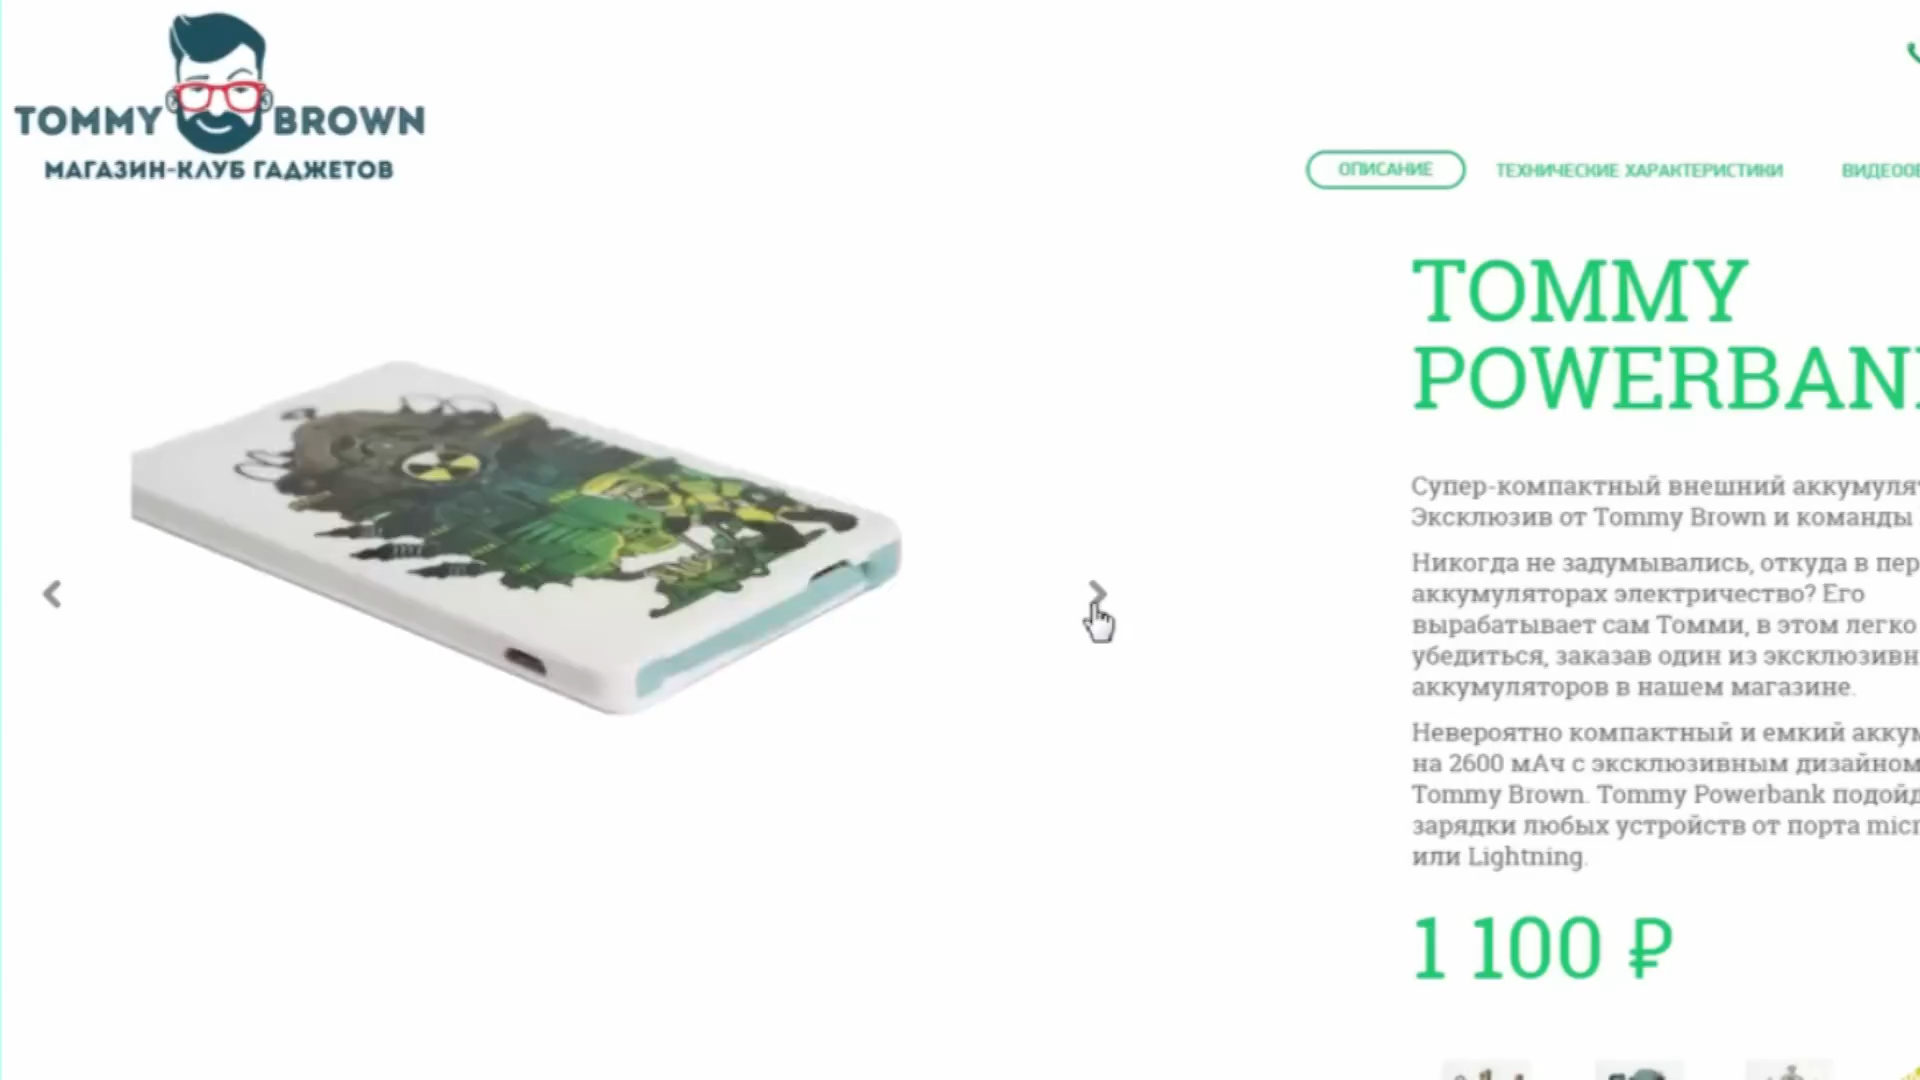 TOMMY BROWN
МАГАЗИН-КЛУБ ГАДЖЕТОВ
ОПИСАНИЕ ТЕХНИЧЕСКИЕ ХАРАКТЕРИСТИКИ
TOMMY
POWERBAN
Супер-компактный внешний
Эксклюзив от Tommy Brown и команды
Никогда не задумывались, откуда в
аккумуляторах электричество? Его
вырабатывает сам Томми, в этом легко
убедиться, заказав один из
аккумуляторов в нашем магазине.
Невероятно компактный и емкий
на 2600 мАч с эксклюзивным дизайном
Tommy Brown. Tommy Powerbank
зарядки любых устройств от порта
или Lightning.
1 100 ₽